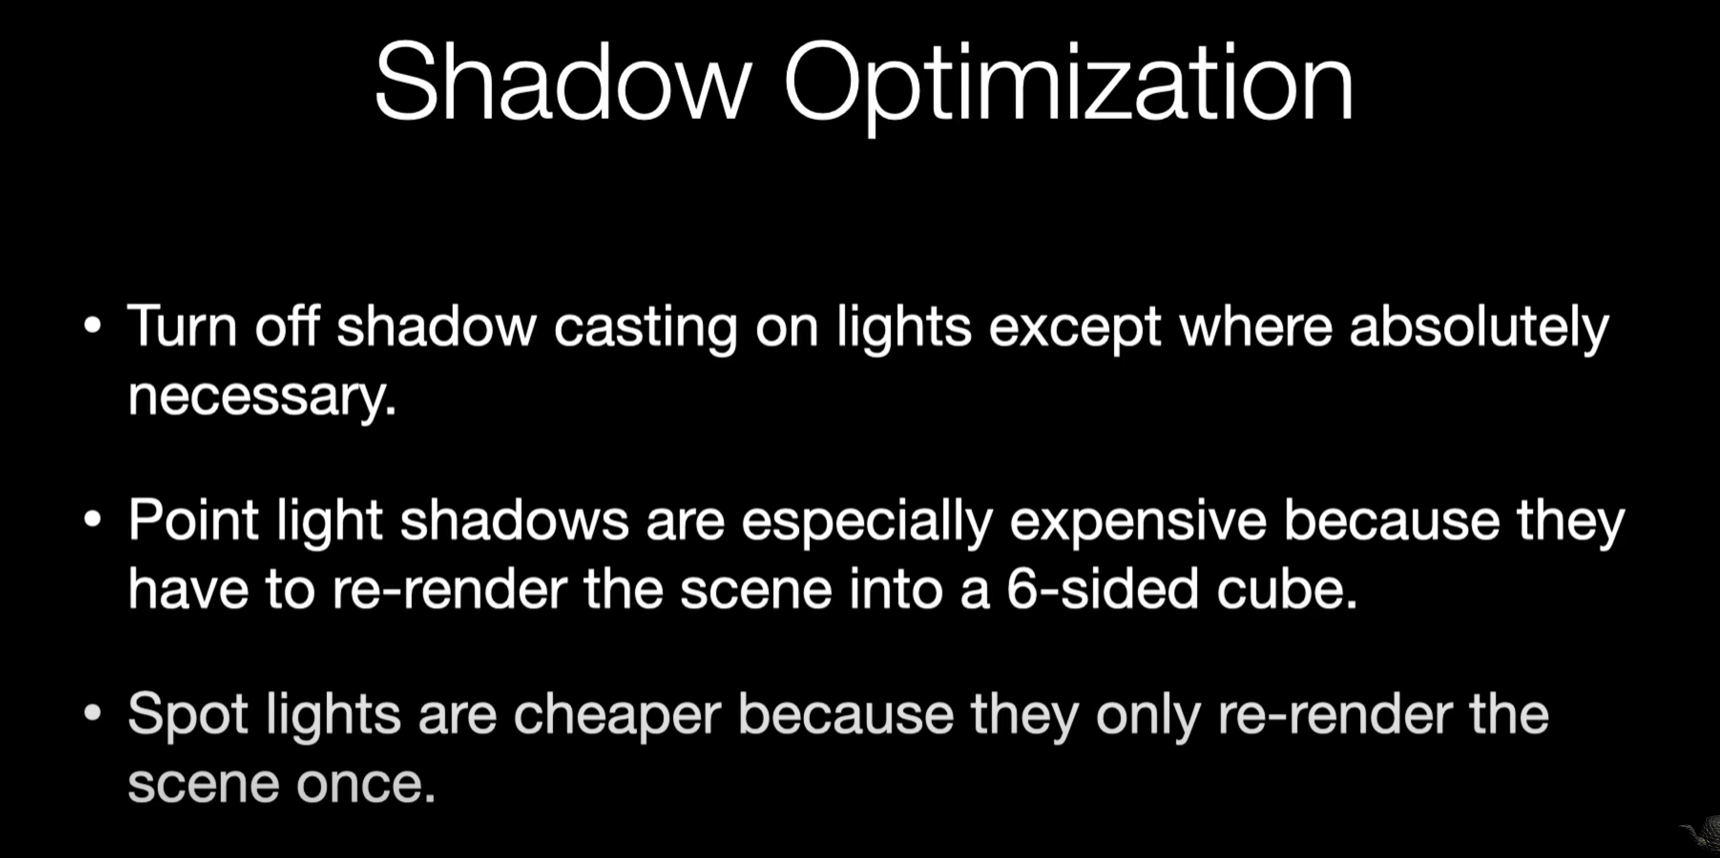 Shadow Optimization
• Turn off shadow casting on lights except where absolutely
necessary.
• Point light shadows are especially expensive because they
have to re-render the scene into a 6-sided cube.
• Spot lights are cheaper because they only re-render the
scene once.